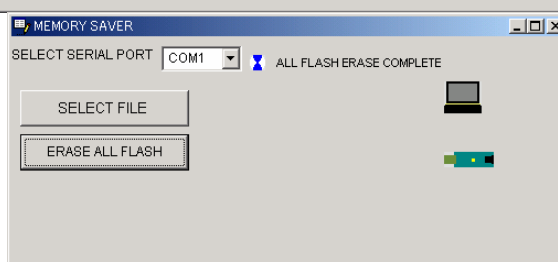 MEMORY SAVER
SELECT SERIAL PORT COM1 ALL FLASH ERASE COMPLETE
SELECT FILE
ERASE ALL FLASH